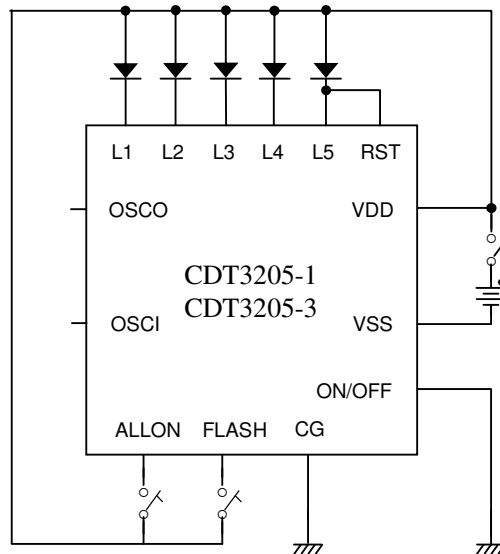 L1 L2 L3 L4 L5 RST
OSCO VDD
CDT3205-1
CDT3205-3
OSCI VSS
ON/OFF
ALLON FLASH CG